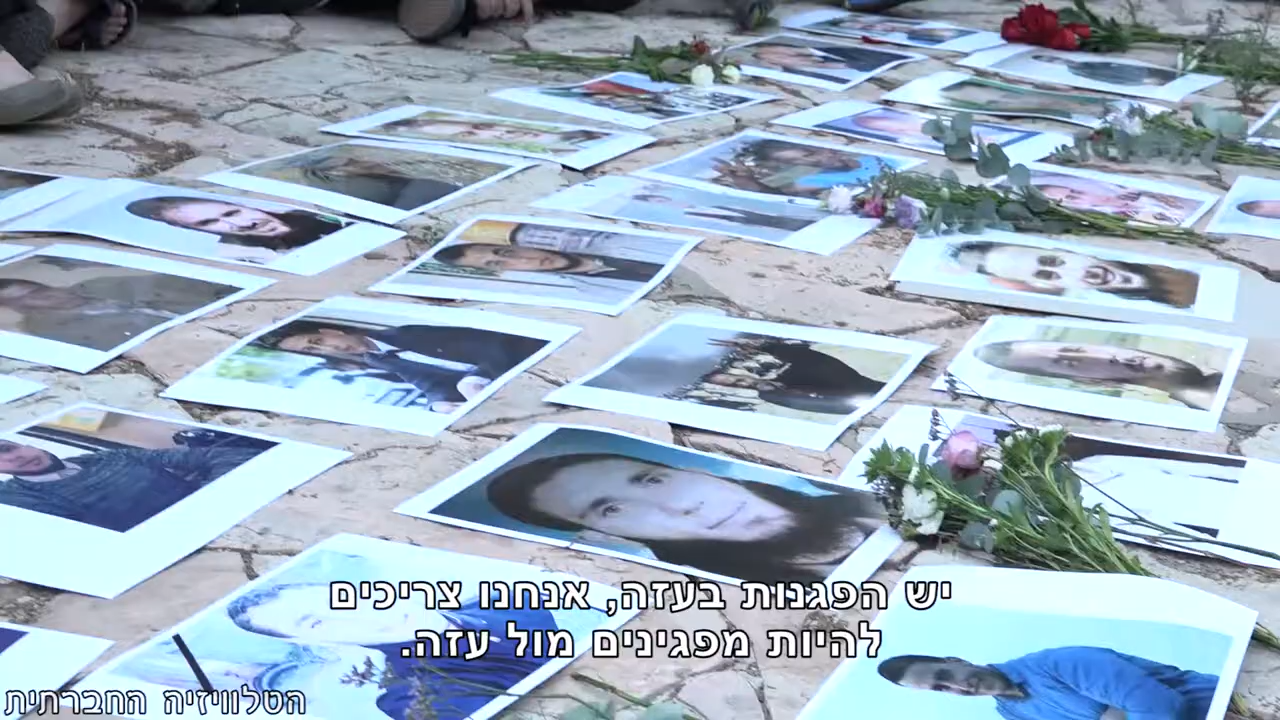 יש הפגנות בעזה, אנחנו צריכים
להיות מפגינים מול עזה.
הטלוויזיה החברתית